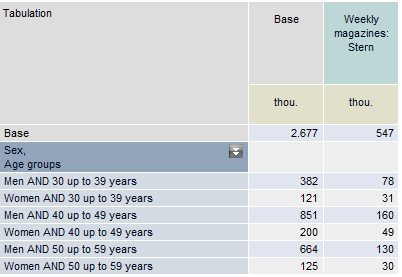 Tabulation Base Weekly
magazines:
Stern
thou. thou.
Base 2.677 547
Sex,
Age groups
Men AND 30 up to 39 years 382 78
Women AND 30 up to 39 years 121 31
Men AND 40 up to 49 years 851 160
Women AND 40 up to 49 years 200 49
Men AND 50 up to 59 years 664 130
Women AND 50 up to 59 years 125 30